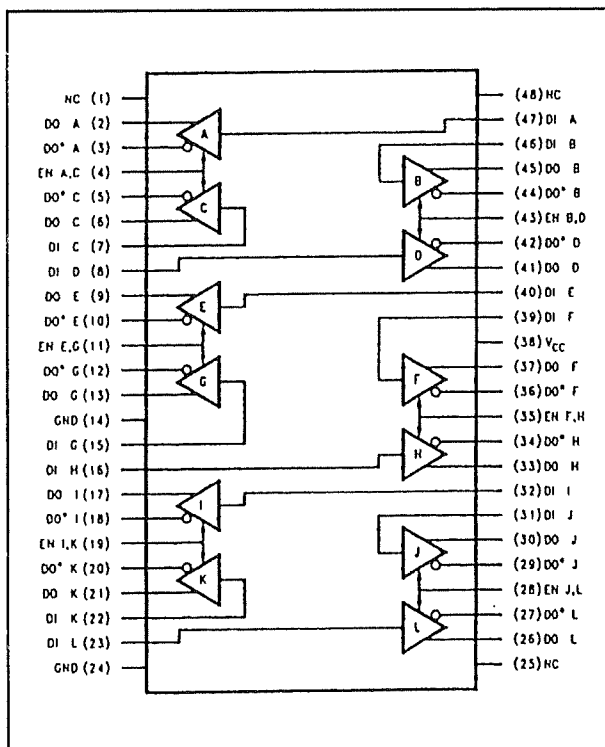 NC (1)
DO A (2)
DO* A (3)
EN A,C (4)
DO* C (5)
DO C (6)
DI C (7)
DI D (8)
DO E (9)
DO* E (10)
EN E,G (11)
DO* G (12)
DO G (13)
GND (14)
DI G (15)
DI H (16)
DO I (17)
DO* I (18)
EN I,K (19)
DO* K (20)
DO K (21)
DI K (22)
DI L (23)
GND (24)
A
C
E
G
I
K
B
D
F
H
J
L
(48) NC
(47) DI A
(46) DI B
(45) DO B
(44) DO* B
(43) EN B,D
(42) DO* D
(41) DO D
(40) DI E
(39) DI F
(38) VCC
(37) DO F
(36) DO* F
(35) EN F,H
(34) DO* H
(33) DO H
(32) DI I
(31) DI J
(30) DO J
(29) DO* J
(28) EN J,L
(27) DO* L
(26) DO L
(25) NC